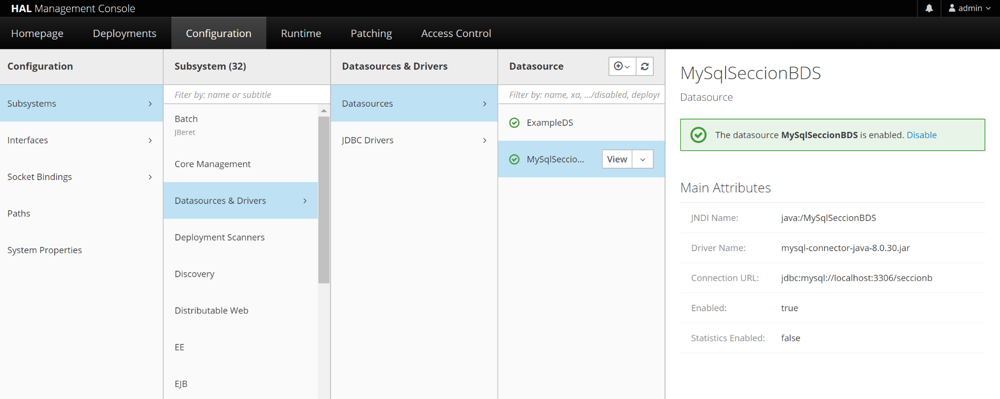 HAL Management Console
admin
Homepage
Deployments
Configuration
Runtime
Patching
Access Control
Configuration
Subsystems
Interfaces
Socket Bindings
Paths
System Properties
Subsystem (32)
Fiter by: name or subtitle
Batch
JBeret
Core Management
Datasources & Drivers
Deployment Scanners
Discovery
Distributable Web
EE
EJB
Datasources & Drivers
Datasources
JDBC Drivers
Datasource
Filter by: name, xa, .../disabled, deployr
ExampleDS
MySqlSeccio...
View
MySqlSeccionBDS
Datasource
The datasource MySqlSeccionBDS is enabled. Disable
Main Attributes
JNDI Name: java:/MySqlSeccionBDS
Driver Name: mysql-connector-java-8.0.30.jar
Connection URL: jdbc:mysql://localhost:3306/seccionb
Enabled: true
Statistics Enabled: false